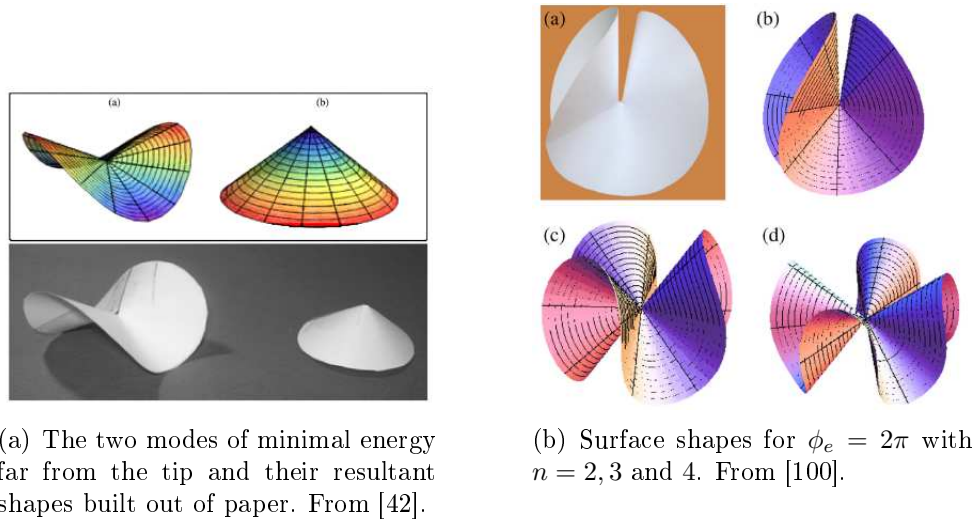 (a)
(b)
(a) The two modes of minimal energy
far from the tip and their resultant
shapes built out of paper. From [42].
(a)
(b)
(c)
(d)
(b) Surface shapes for ϕₑ = 2π with
n = 2, 3 and 4. From [100].